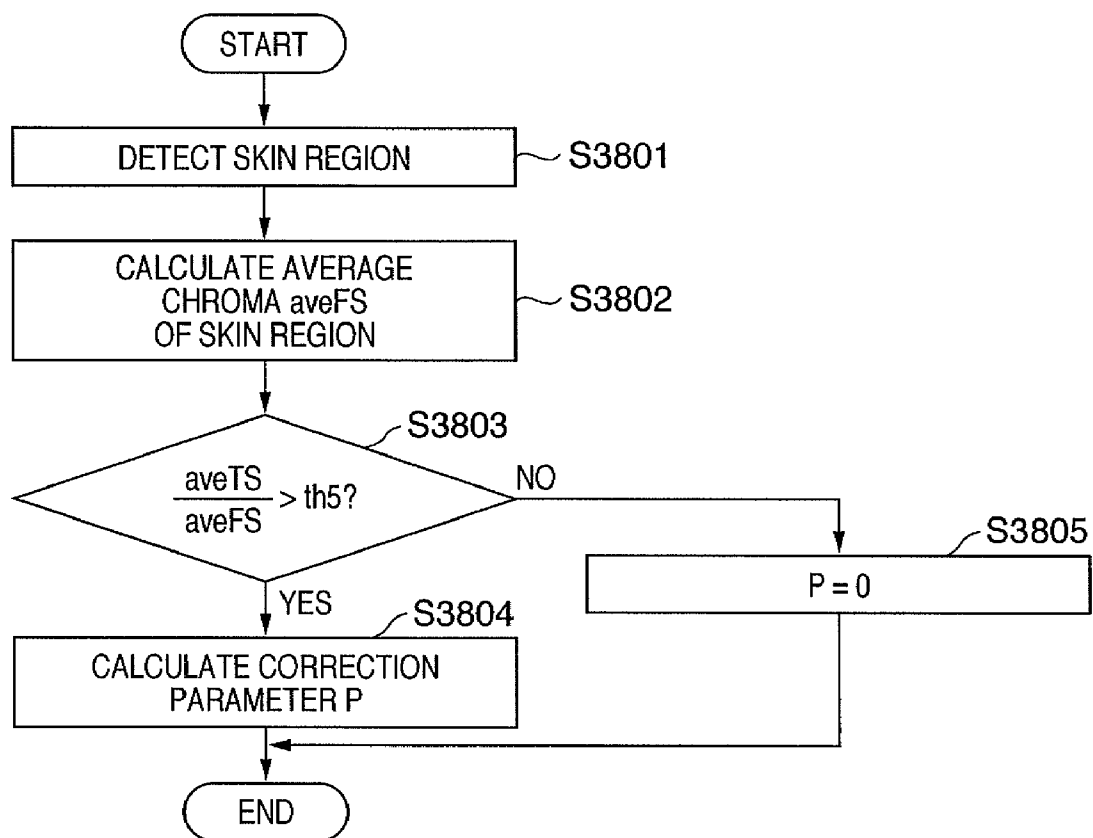 START
DETECT SKIN REGION
S3801
CALCULATE AVERAGE
CHROMA aveFS
OF SKIN REGION
S3802
S3803
aveTS
aveFS
> th5?
NO
YES
S3805
P = 0
S3804
CALCULATE CORRECTION
PARAMETER P
END